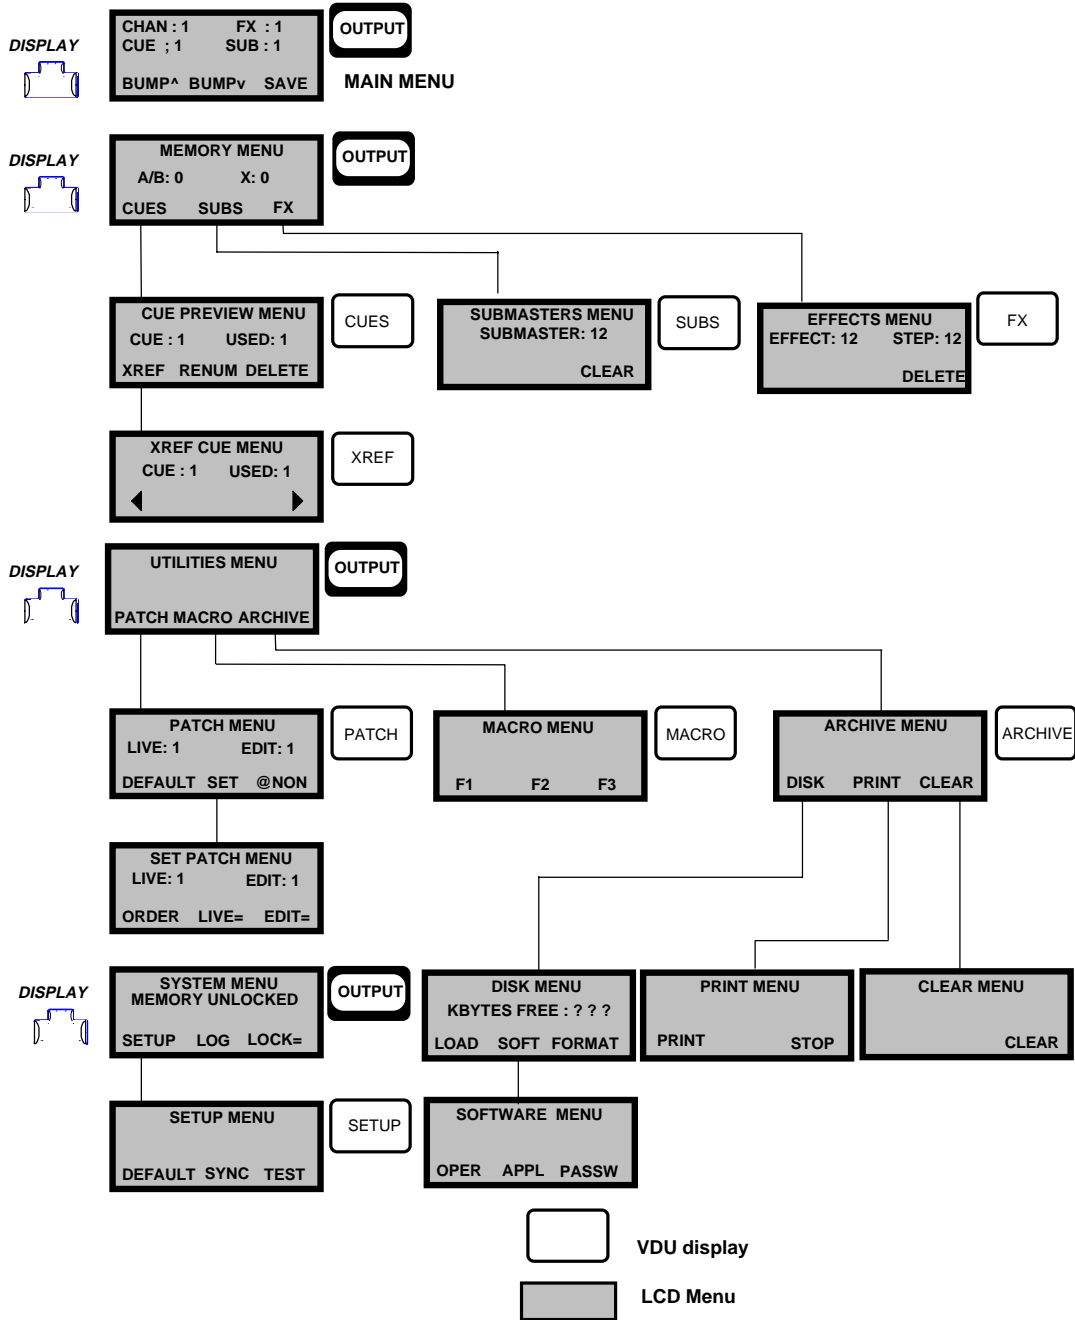 CHAN : 1 FX : 1
CUE ; 1 SUB : 1
BUMP^ BUMPv SAVE
OUTPUT
DISPLAY
MAIN MENU
MEMORY MENU
A/B: 0 X: 0
CUES SUBS FX
OUTPUT
DISPLAY
CUE PREVIEW MENU
CUE : 1 USED: 1
XREF RENUM DELETE
CUES
SUBMASTERS MENU
SUBMASTER: 12
CLEAR
SUBS
EFFECTS MENU
EFFECT: 12 STEP: 12
DELETE
FX
XREF CUE MENU
CUE : 1 USED: 1
XREF
UTILITIES MENU
PATCH MACRO ARCHIVE
OUTPUT
DISPLAY
PATCH MENU
LIVE: 1 EDIT: 1
DEFAULT SET @NON
PATCH
MACRO MENU
F1 F2 F3
MACRO
ARCHIVE MENU
DISK PRINT CLEAR
ARCHIVE
SET PATCH MENU
LIVE: 1 EDIT: 1
ORDER LIVE= EDIT=
DISPLAY
SYSTEM MENU
MEMORY UNLOCKED
SETUP LOG LOCK=
OUTPUT
DISK MENU
KBYTES FREE : ? ? ?
LOAD SOFT FORMAT
PRINT MENU
PRINT STOP
CLEAR MENU
CLEAR
SETUP MENU
DEFAULT SYNC TEST
SETUP
SOFTWARE MENU
OPER APPL PASSW
VDU display
LCD Menu